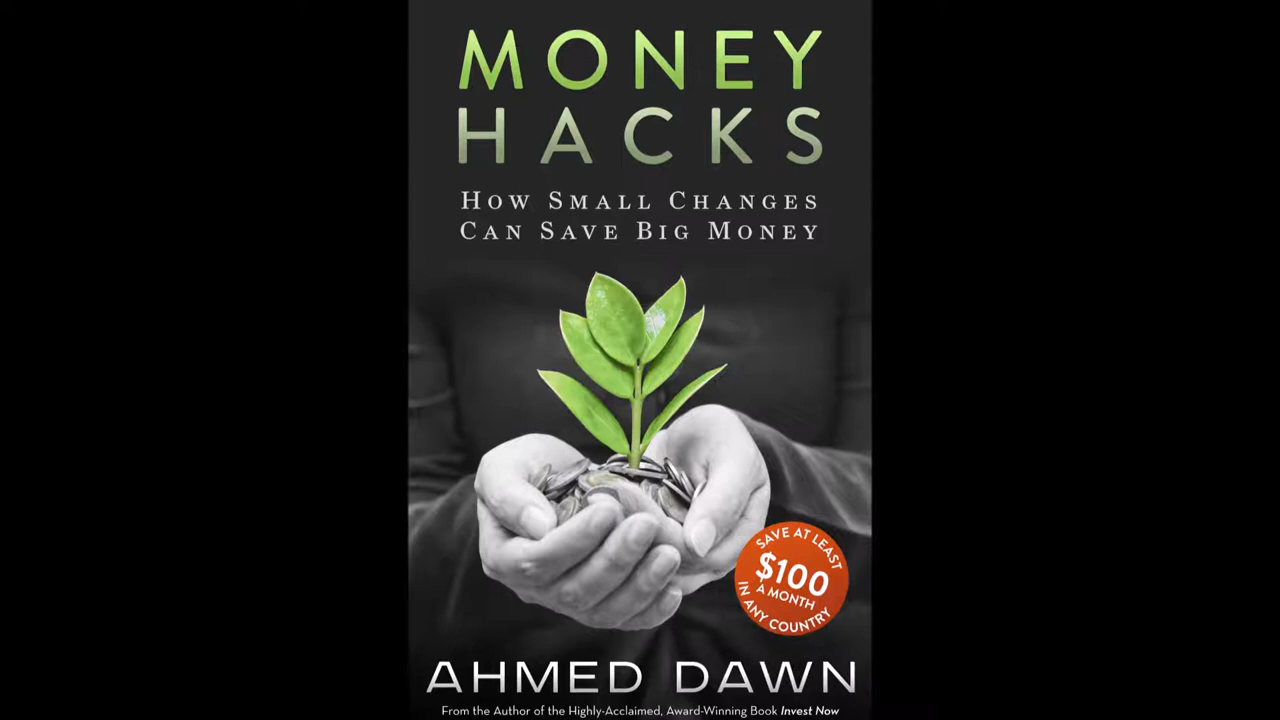 MONEY
HACKS
HOW SMALL CHANGES
CAN SAVE BIG MONEY
SAVE AT LEAST
$100
A MONTH
IN ANY COUNTRY
AHMED DAWN
From the Author of the Highly-Acclaimed, Award-Winning Book Invest Now